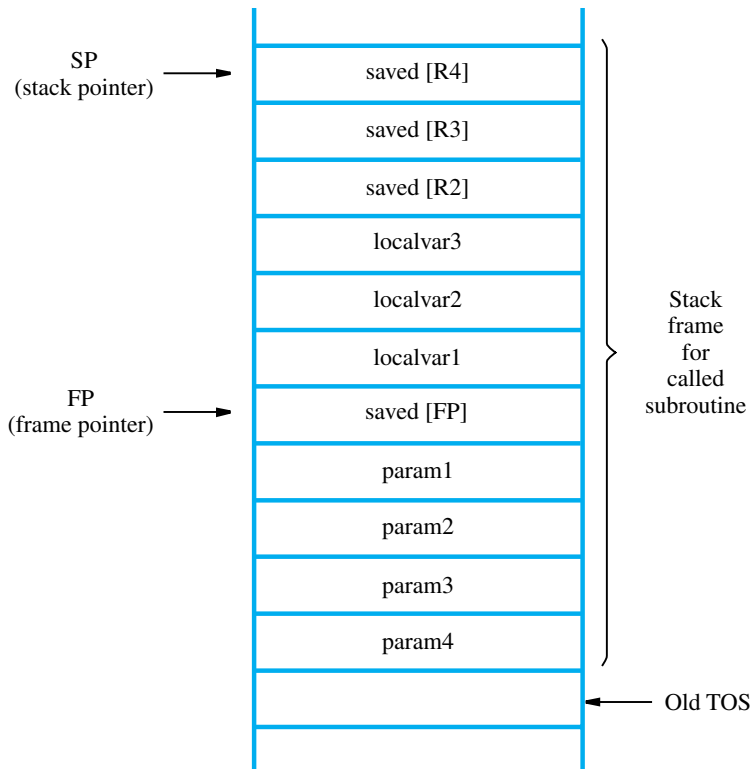 SP
(stack pointer)
saved [R4]
saved [R3]
saved [R2]
localvar3
localvar2
localvar1
FP
(frame pointer)
saved [FP]
param1
param2
param3
param4
Stack
frame
for
called
subroutine
Old TOS